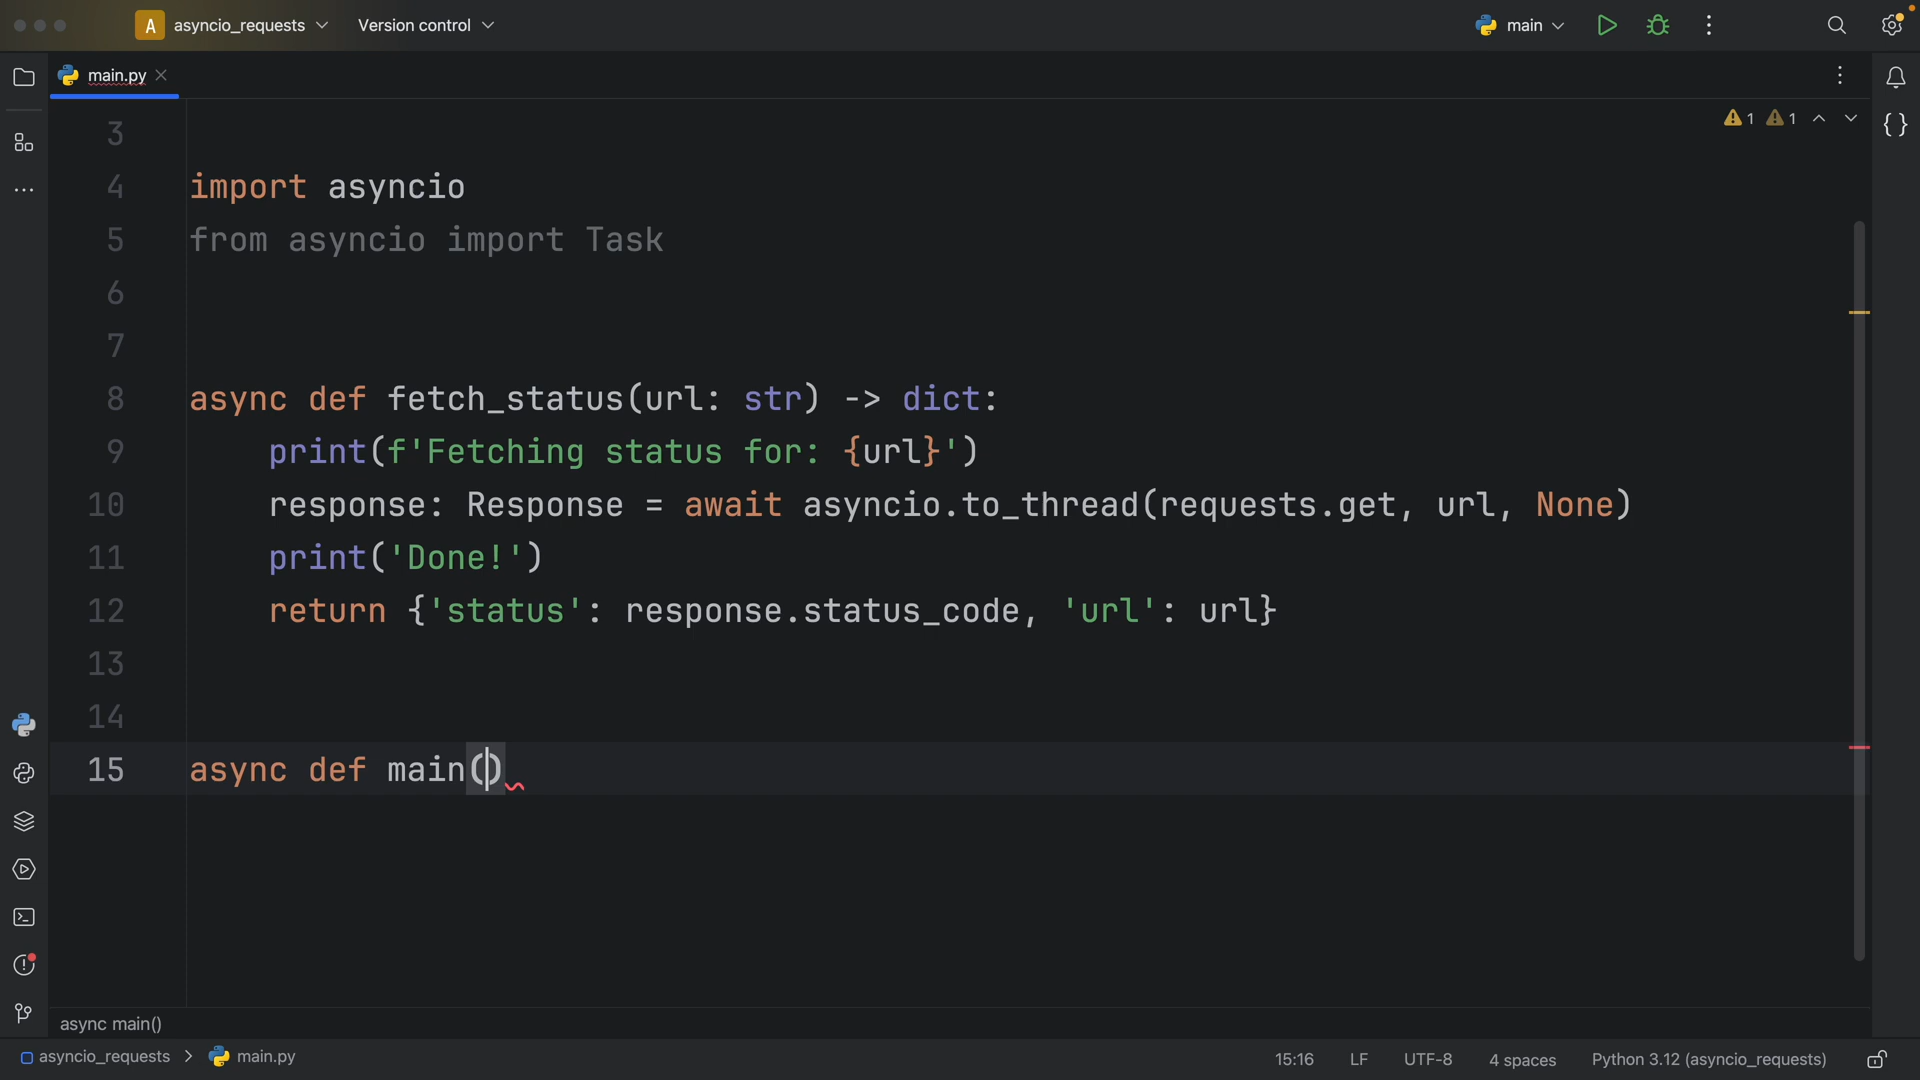 A asyncio_requests Version control main
main.py
1 1
3
4 import asyncio
5 from asyncio import Task
6
7
8 async def fetch_status(url: str) -> dict:
9 print(f'Fetching status for: {url}')
10 response: Response = await asyncio.to_thread(requests.get, url, None)
11 print('Done!')
12 return {'status': response.status_code, 'url': url}
13
14
15 async def main()
async main()
asyncio_requests > main.py 15:16 LF UTF-8 4 spaces Python 3.12 (asyncio_requests)